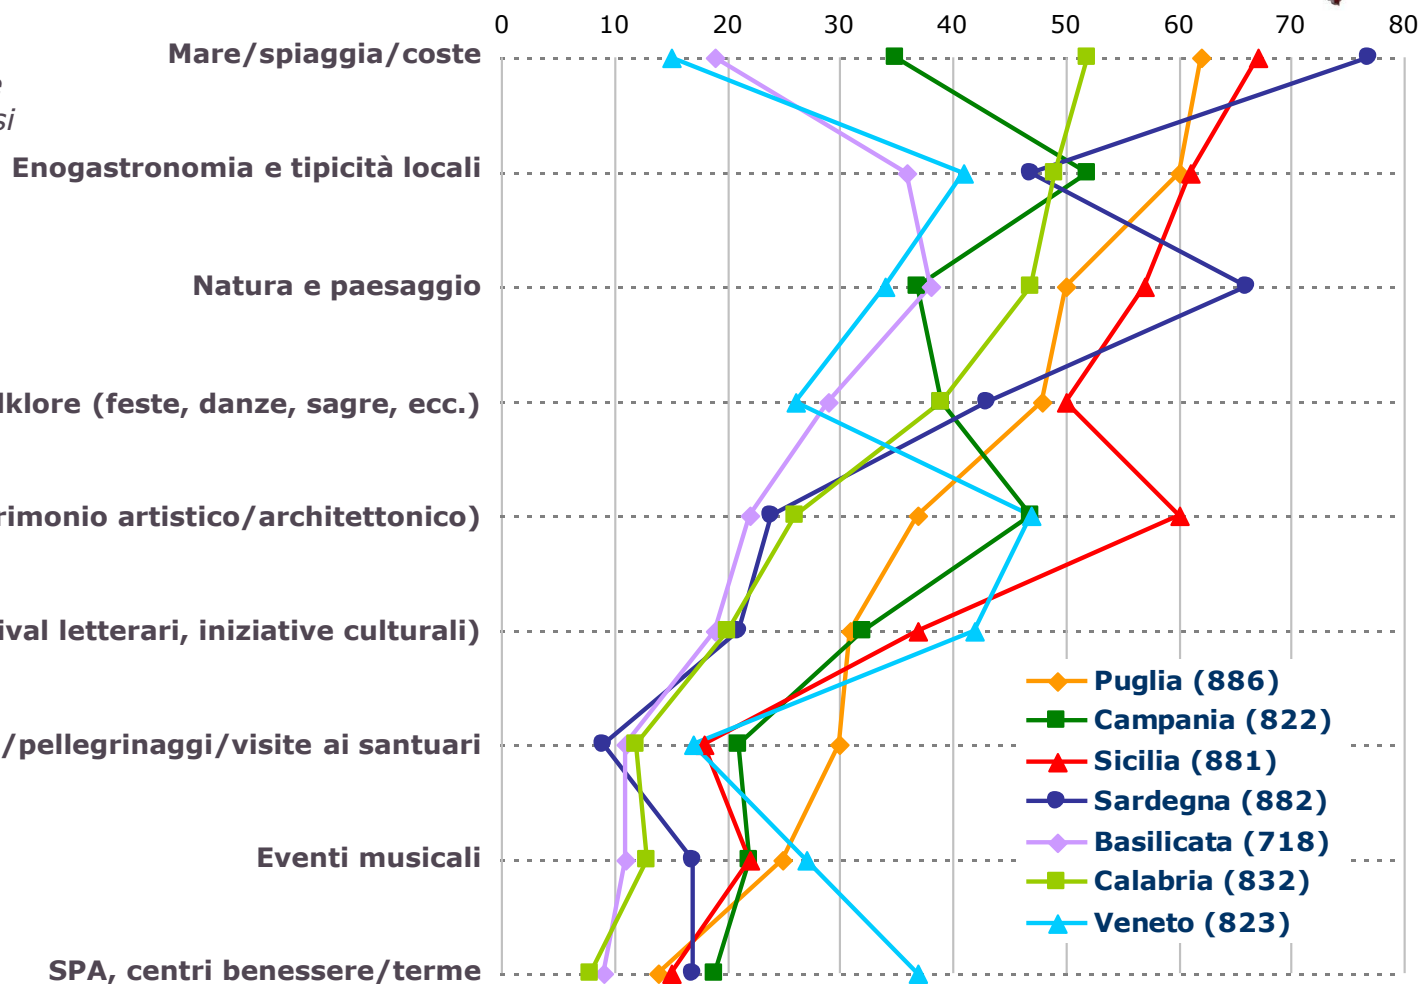 0 10 20 30 40 50 60 70 80
Mare/spiaggia/coste
si
Enogastronomia e tipicità locali
Natura e paesaggio
lklore (feste, danze, sagre, ecc.)
rimonio artistico/architettonico)
ival letterari, iniziative culturali)
/pellegrinaggi/visite ai santuari
Eventi musicali
SPA, centri benessere/terme
Puglia (886)
Campania (822)
Sicilia (881)
Sardegna (882)
Basilicata (718)
Calabria (832)
Veneto (823)